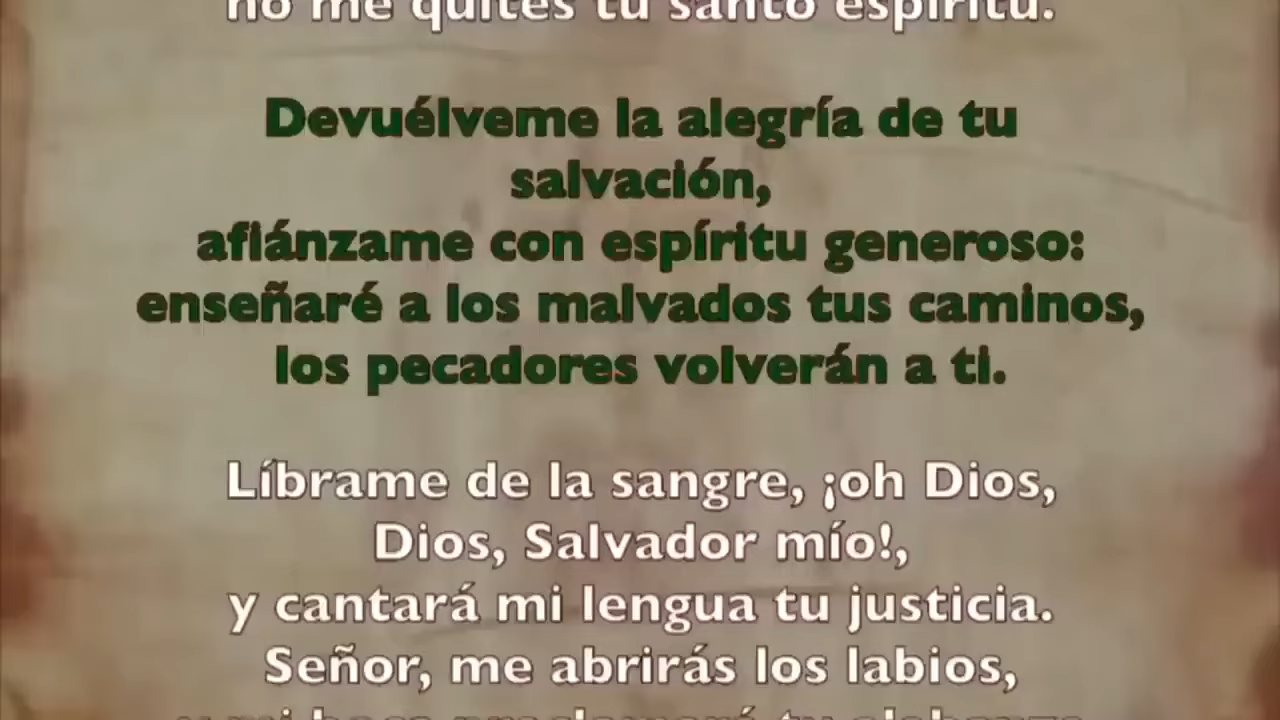 no me quites tu santo espíritu.
Devuélveme la alegría de tu
salvación,
afiánzame con espíritu generoso:
enseñaré a los malvados tus caminos,
los pecadores volverán a ti.
Líbrame de la sangre, ¡oh Dios,
Dios, Salvador mío!,
y cantará mi lengua tu justicia.
Señor, me abrirás los labios,